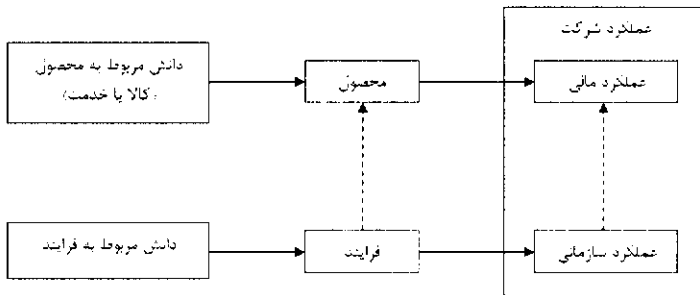 عملکرد شرکت
دانش مربوط به محصول
(کالا یا خدمت)
محصول
عملکرد مالی
دانش مربوط به فرایند
فرایند
عملکرد سازمانی